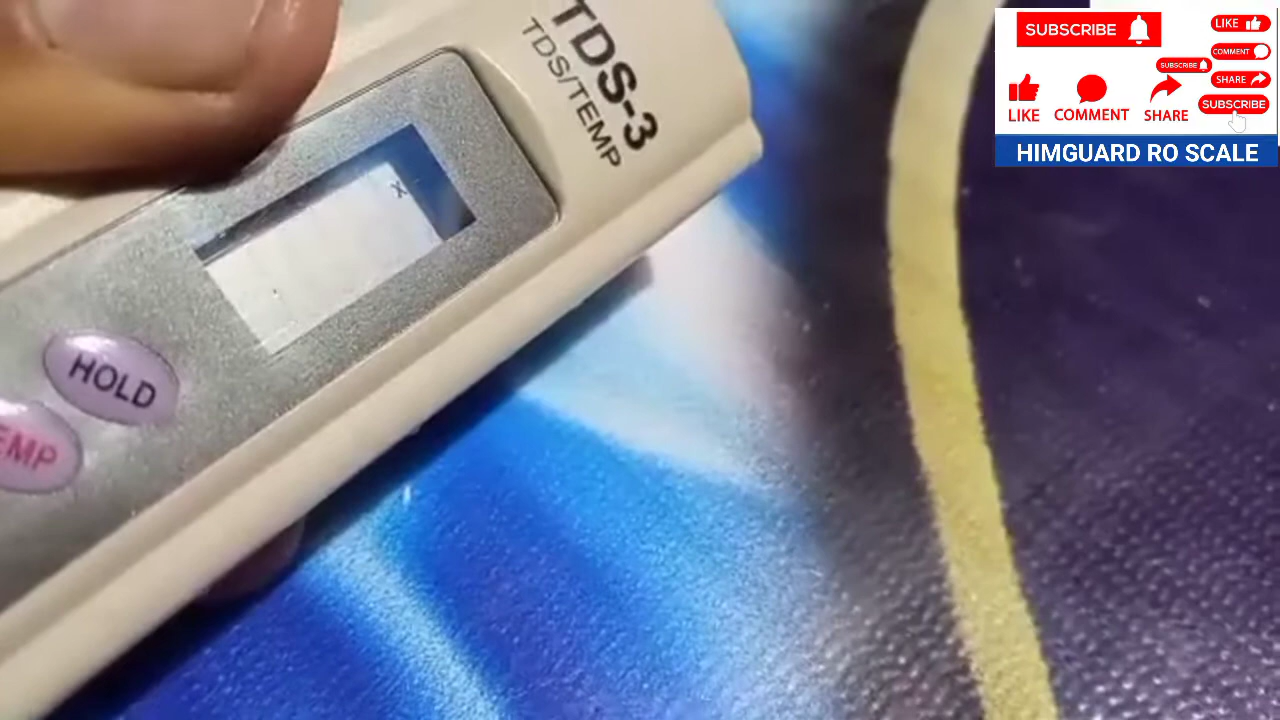 TDS-3
TDS/TEMP
HOLD
EMP
SUBSCRIBE
LIKE
COMMENT
SHARE
LIKE
COMMENT
SUBSCRIBE
SHARE
SUBSCRIBE
HIMGUARD RO SCALE